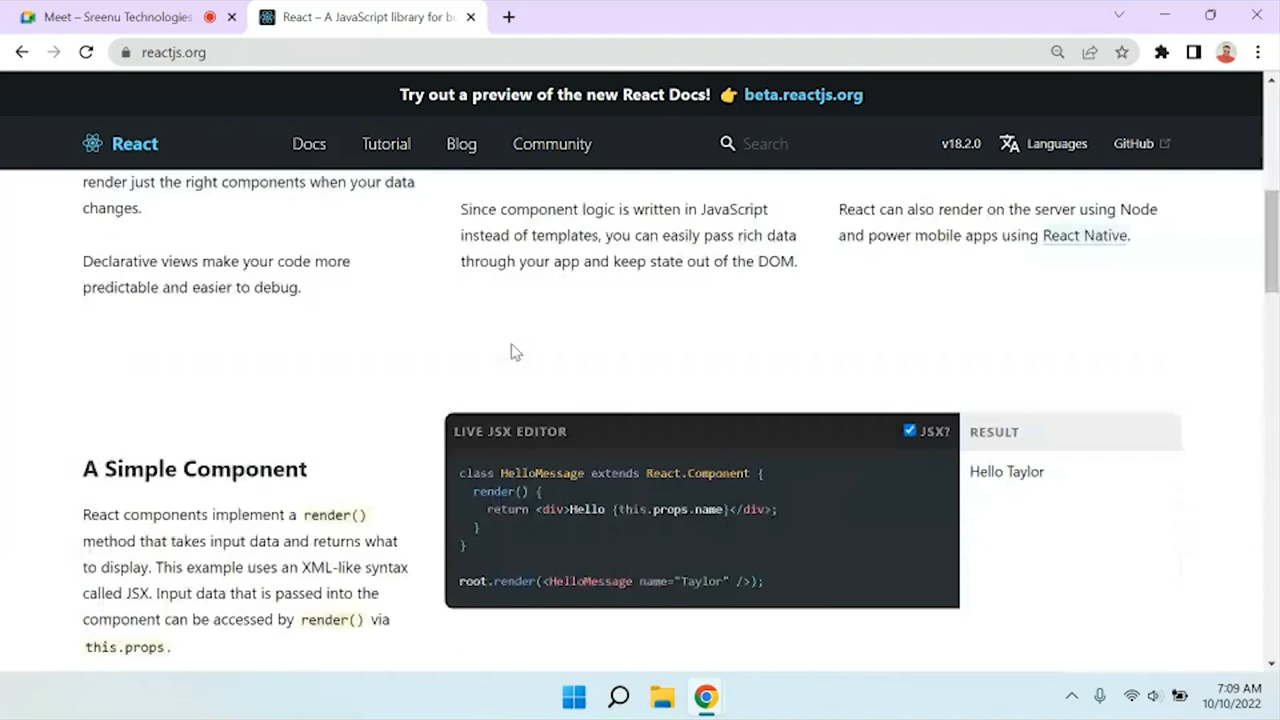 Meet – Sreenu Technologies
React – A JavaScript library for bu
reactjs.org
Try out a preview of the new React Docs! 👉 beta.reactjs.org
React
Docs
Tutorial
Blog
Community
Search
v18.2.0
Languages
GitHub
render just the right components when your data
changes.
Declarative views make your code more
predictable and easier to debug.
Since component logic is written in JavaScript
instead of templates, you can easily pass rich data
through your app and keep state out of the DOM.
React can also render on the server using Node
and power mobile apps using React Native.
A Simple Component
React components implement a render()
method that takes input data and returns what
to display. This example uses an XML-like syntax
called JSX. Input data that is passed into the
component can be accessed by render() via
this.props.
LIVE JSX EDITOR
JSX?
class HelloMessage extends React.Component {
render() {
return <div>Hello {this.props.name}</div>;
}
}
root.render(<HelloMessage name="Taylor" />);
RESULT
Hello Taylor
7:09 AM
10/10/2022